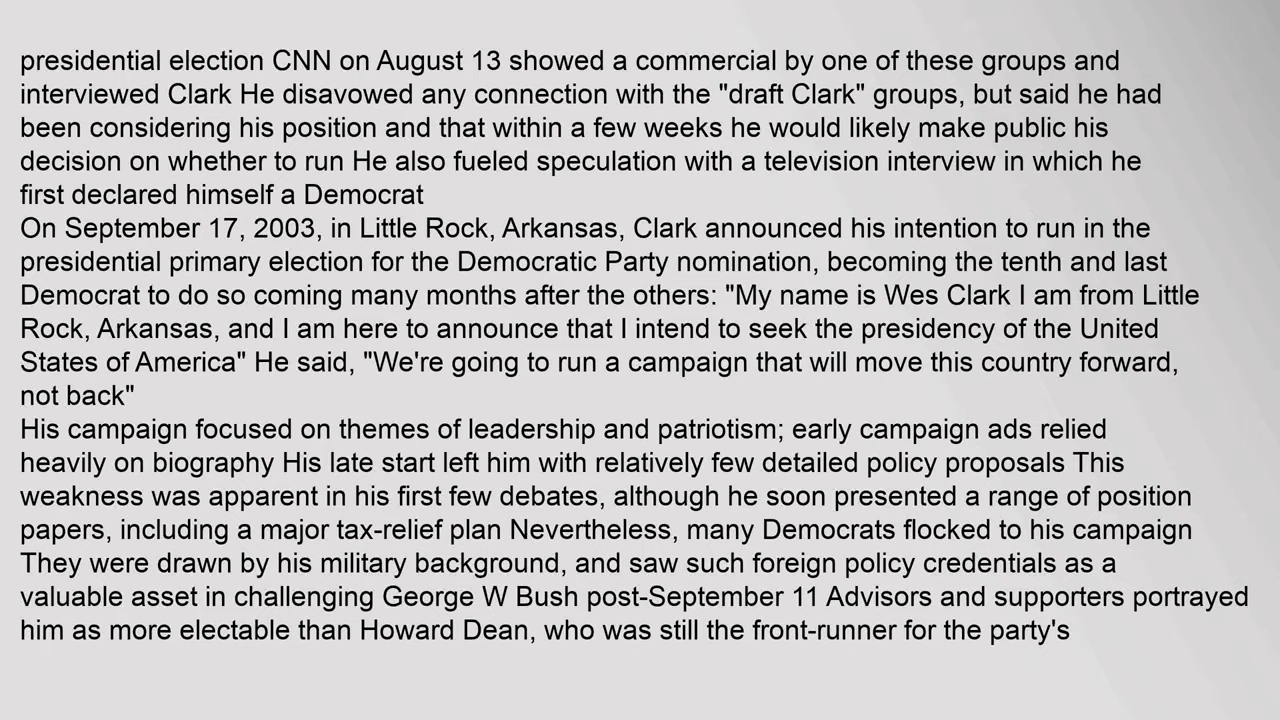 presidential election CNN on August 13 showed a commercial by one of these groups and
interviewed Clark He disavowed any connection with the "draft Clark" groups, but said he had
been considering his position and that within a few weeks he would likely make public his
decision on whether to run He also fueled speculation with a television interview in which he
first declared himself a Democrat
On September 17, 2003, in Little Rock, Arkansas, Clark announced his intention to run in the
presidential primary election for the Democratic Party nomination, becoming the tenth and last
Democrat to do so coming many months after the others: "My name is Wes Clark I am from Little
Rock, Arkansas, and I am here to announce that I intend to seek the presidency of the United
States of America" He said, "We're going to run a campaign that will move this country forward,
not back"
His campaign focused on themes of leadership and patriotism; early campaign ads relied
heavily on biography His late start left him with relatively few detailed policy proposals This
weakness was apparent in his first few debates, although he soon presented a range of position
papers, including a major tax-relief plan Nevertheless, many Democrats flocked to his campaign
They were drawn by his military background, and saw such foreign policy credentials as a
valuable asset in challenging George W Bush post-September 11 Advisors and supporters portrayed
him as more electable than Howard Dean, who was still the front-runner for the party's